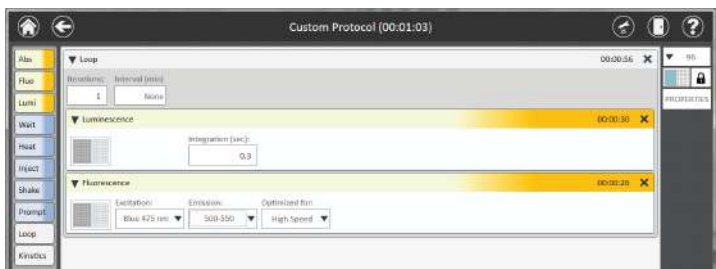 Custom Protocol (00:01:03)
Abs
Fluo
Lumi
Wait
Heat
Inject
Shake
Prompt
Loop
Kinetics
Loop 00:00:56
Iterations: Interval (min)
1 None
Luminescence 00:00:30
Integration (sec):
0.3
Fluorescence 00:00:26
Excitation: Emission: Optimized for:
Blue 475 nm 500-550 High Speed
96
PROPERTIES